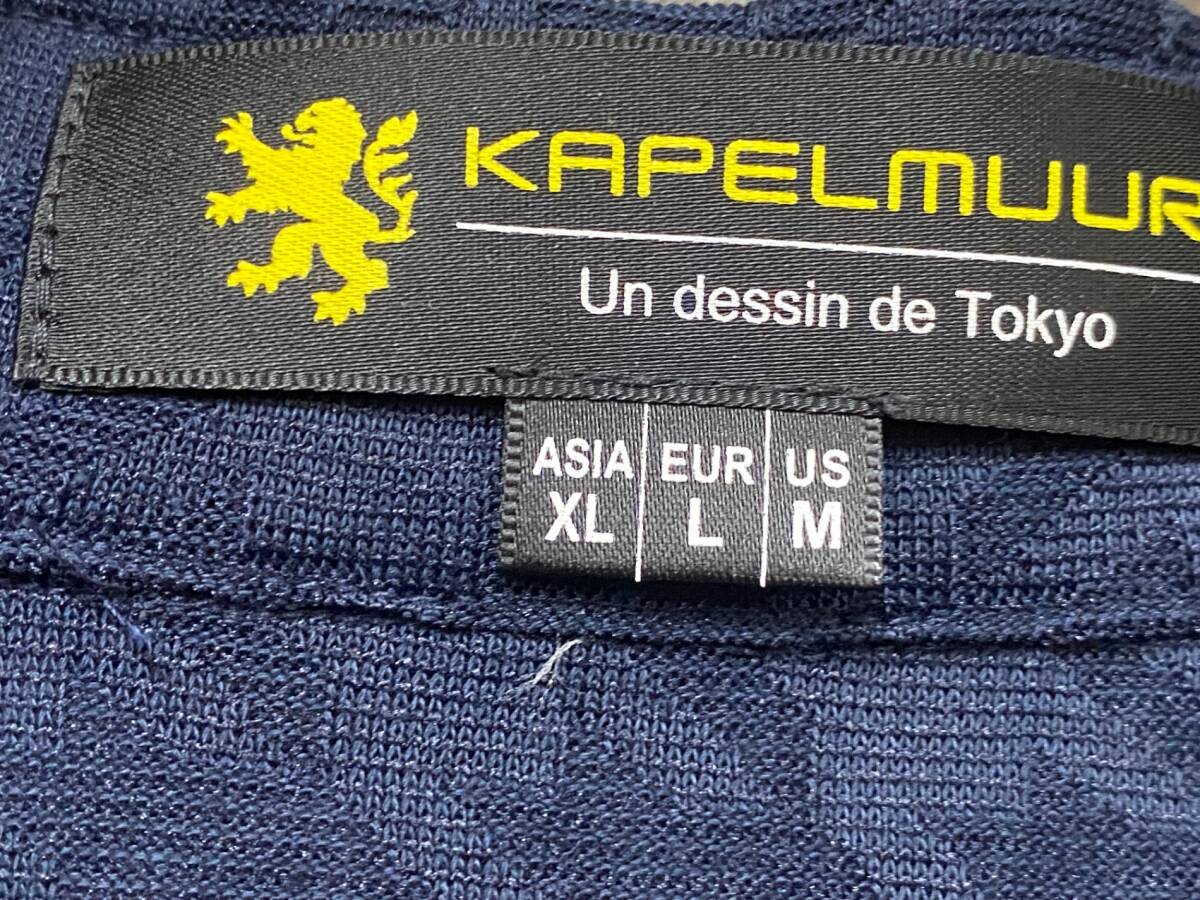 KAPELMUUR
Un dessin de Tokyo
ASIA EUR US
XL L M